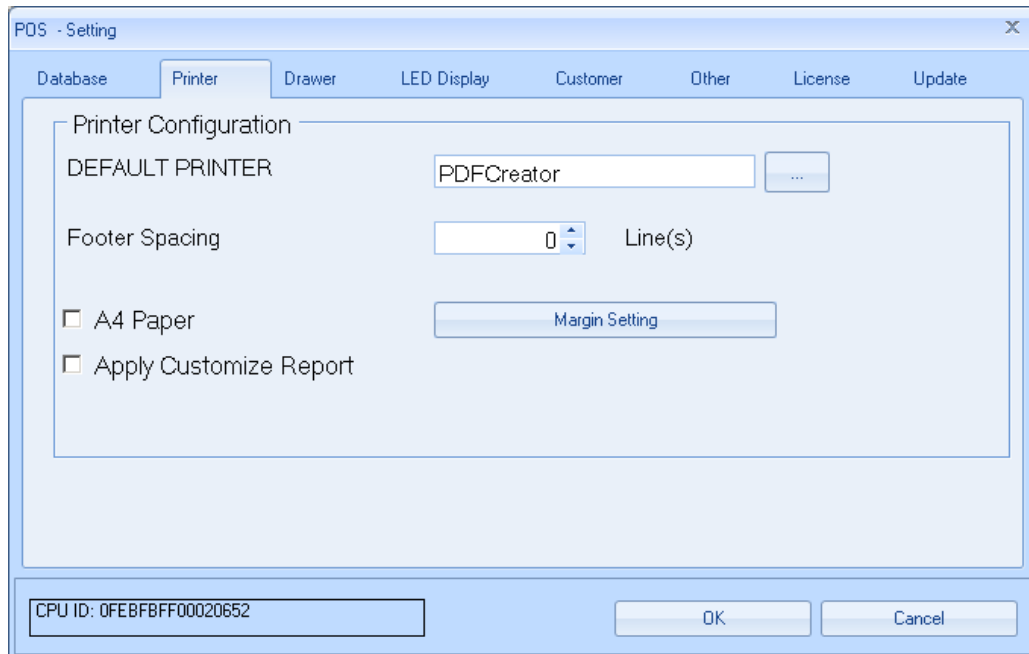 POS - Setting
Database Printer Drawer LED Display Customer Other License Update
Printer Configuration
DEFAULT PRINTER PDFCreator ...
Footer Spacing 0 Line(s)
A4 Paper Margin Setting
Apply Customize Report
CPU ID: 0FEBFBFF00020652 OK Cancel